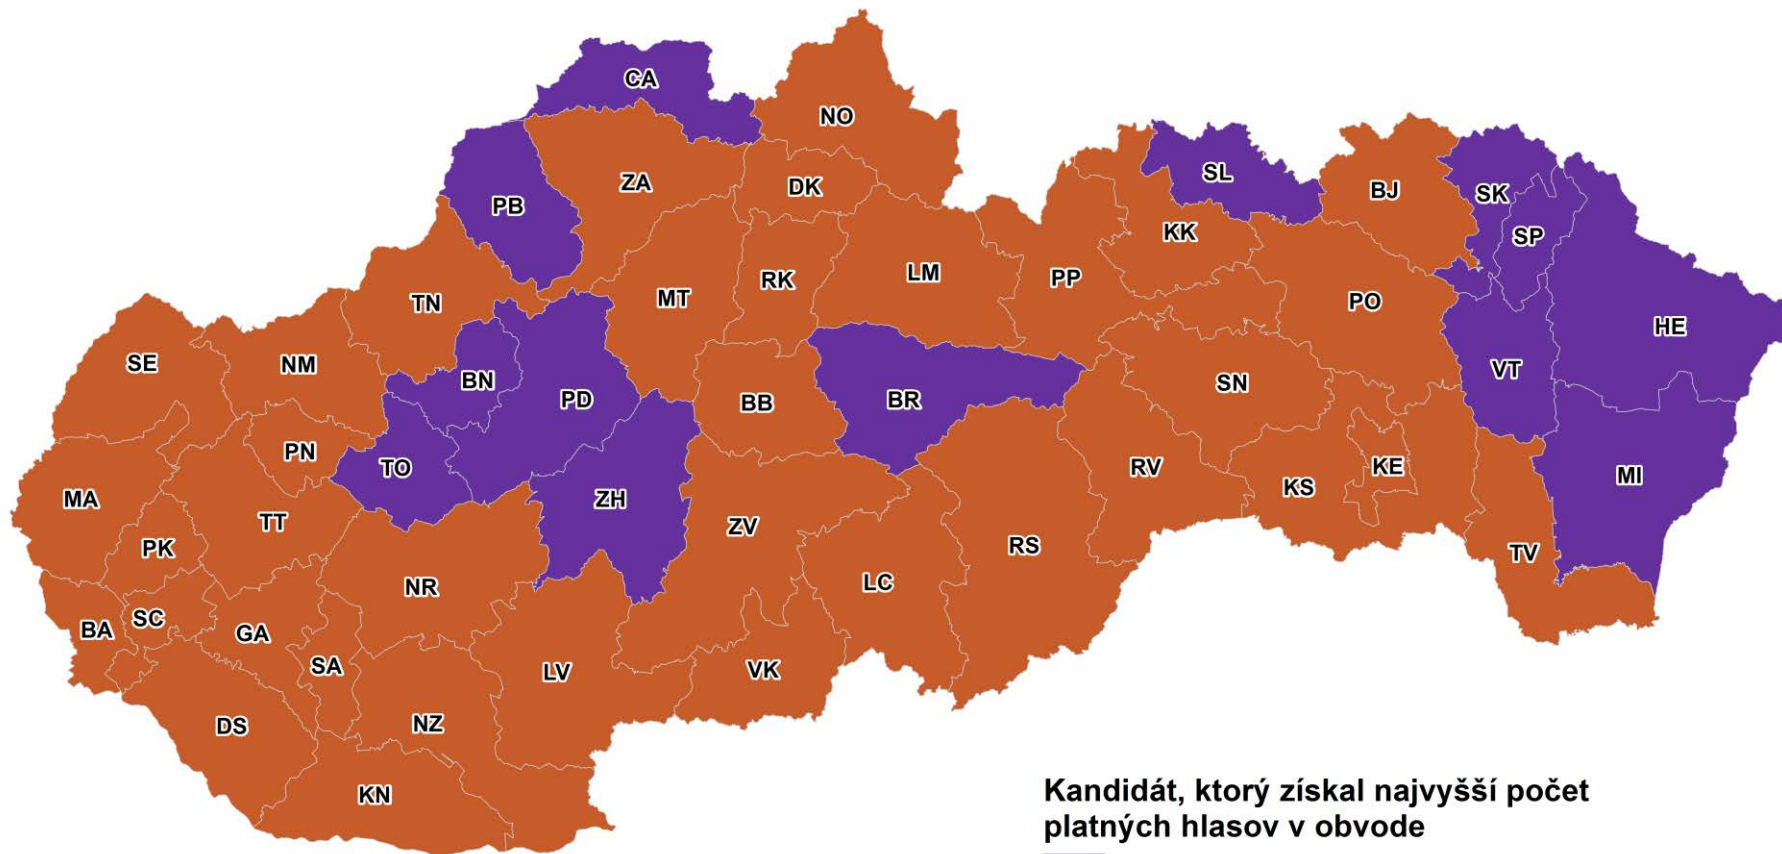 CA
NO
ZA
DK
SL
BJ
SK
PB
SP
KK
RK
LM
PP
MT
TN
PO
HE
SE
NM
BN
PD
BB
BR
SN
VT
PN
TO
RV
KE
KS
MI
MA
TT
ZH
ZV
RS
PK
NR
LC
TV
BA
SC
GA
SA
LV
VK
DS
NZ
KN
Kandidát, ktorý získal najvyšší počet
platných hlasov v obvode